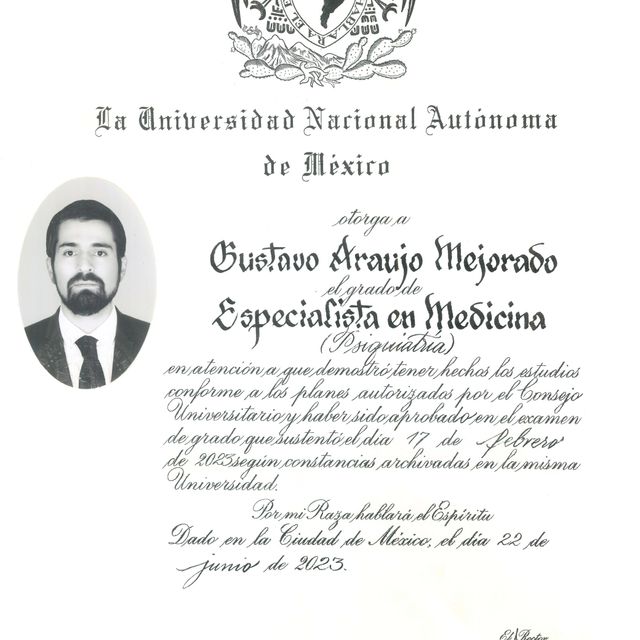 HABLARA EL E
La Universidad Nacional Autónoma
de México
otorga a
Gustavo Araujo Mejorado
el grado de
Especialista en Medicina
(Psiquiatría)
en atención a que demostró tener hechos los estudios
conforme a los planes autorizados por el Consejo
Universitario y haber sido aprobado en el examen
de grado que sustentó el día 17 de febrero
de 2023 según constancias archivadas en la misma
Universidad.
Por mi Raza hablará el Espíritu
Dado en la Ciudad de México, el día 22 de
junio de 2023.
El Rector